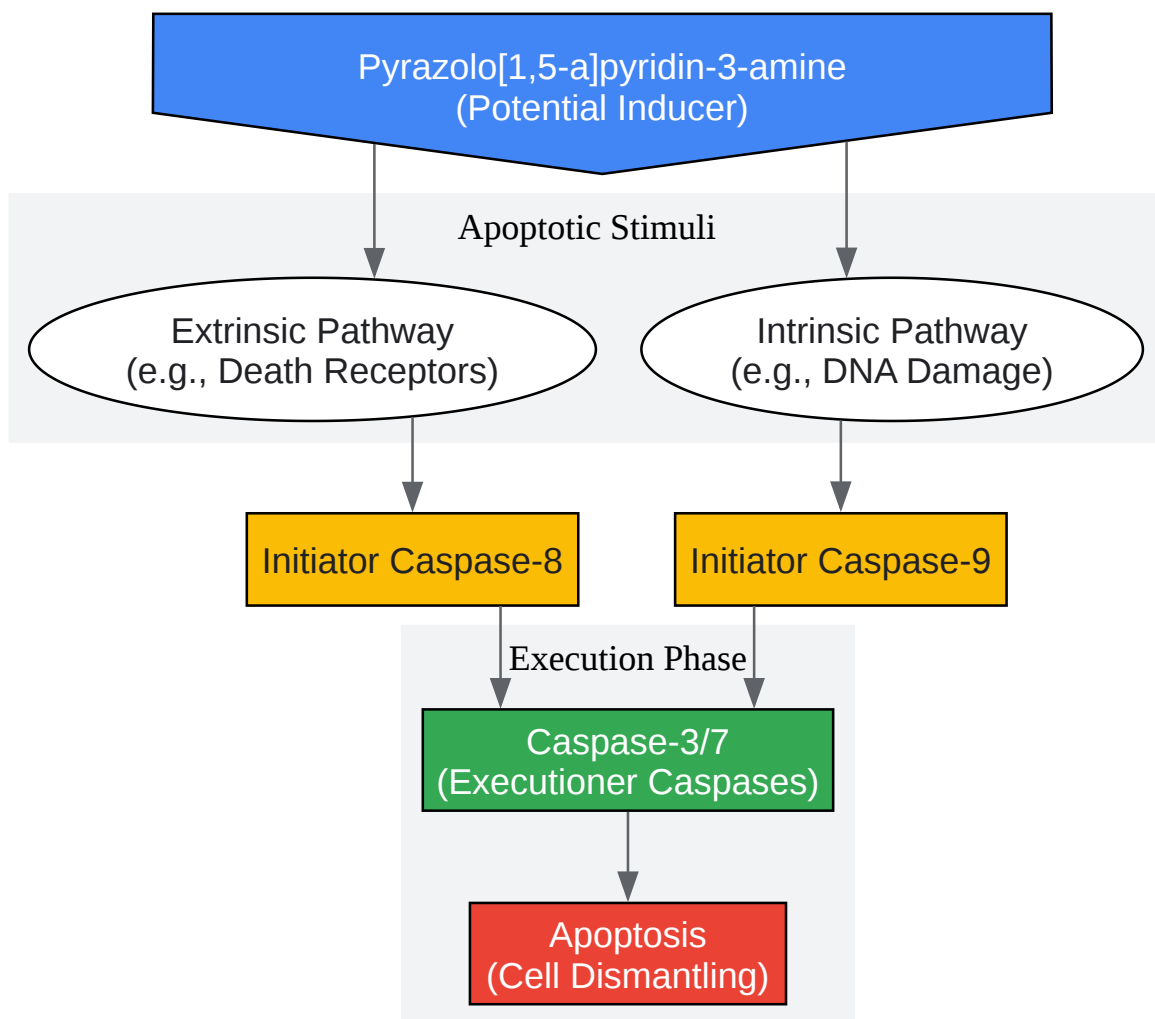 Pyrazolo[1,5-a]pyridin-3-amine
(Potential Inducer)
Apoptotic Stimuli
Extrinsic Pathway
(e.g., Death Receptors)
Intrinsic Pathway
(e.g., DNA Damage)
Initiator Caspase-8
Initiator Caspase-9
Execution Phase
Caspase-3/7
(Executioner Caspases)
Apoptosis
(Cell Dismantling)